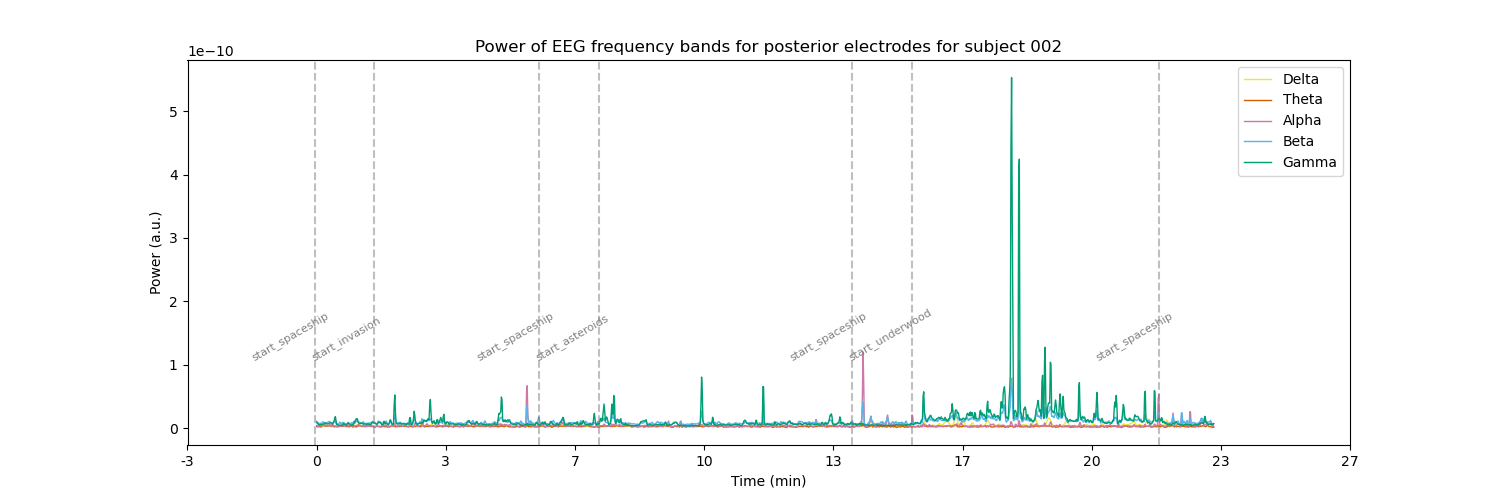 Power of EEG frequency bands for posterior electrodes for subject 002
1e−10
Delta
Theta
Alpha
Beta
Gamma
5
4
3
2
1
0
Power (a.u.)
start_spaceship
start_invasion
start_spaceship
start_asteroids
start_spaceship
start_underwood
start_spaceship
-3
0
3
7
10
13
17
20
23
27
Time (min)